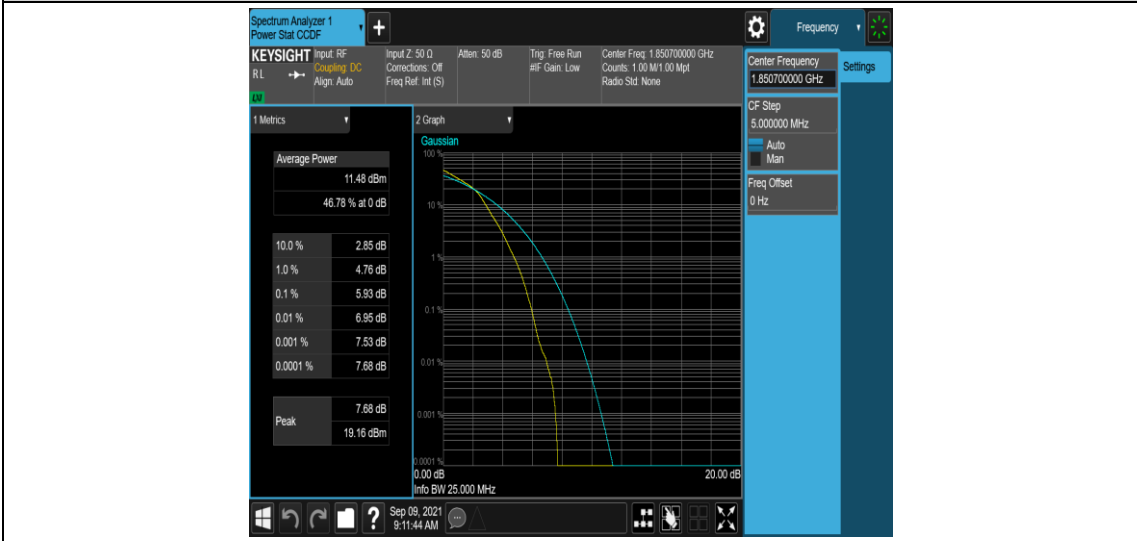 Spectrum Analyzer 1
Power Stat CCDF
+
Frequency
KEYSIGHT
R L
LXI
Input: RF
Coupling: DC
Align: Auto
Input Z: 50 Ω
Corrections: Off
Freq Ref: Int (S)
Atten: 50 dB
Trig: Free Run
#IF Gain: Low
Center Freq: 1.850700000 GHz
Counts: 1.00 M/1.00 Mpt
Radio Std: None
Center Frequency
1.850700000 GHz
Settings
CF Step
5.000000 MHz
Auto
Man
Freq Offset
0 Hz
1 Metrics
Average Power
11.48 dBm
46.78 % at 0 dB
10.0 % 2.85 dB
1.0 % 4.76 dB
0.1 % 5.93 dB
0.01 % 6.95 dB
0.001 % 7.53 dB
0.0001 % 7.68 dB
Peak
7.68 dB
19.16 dBm
2 Graph
Gaussian
100 %
10 %
1 %
0.1 %
0.01 %
0.001 %
0.0001 %
0.00 dB 20.00 dB
Info BW 25.000 MHz
?
Sep 09, 2021
9:11:44 AM